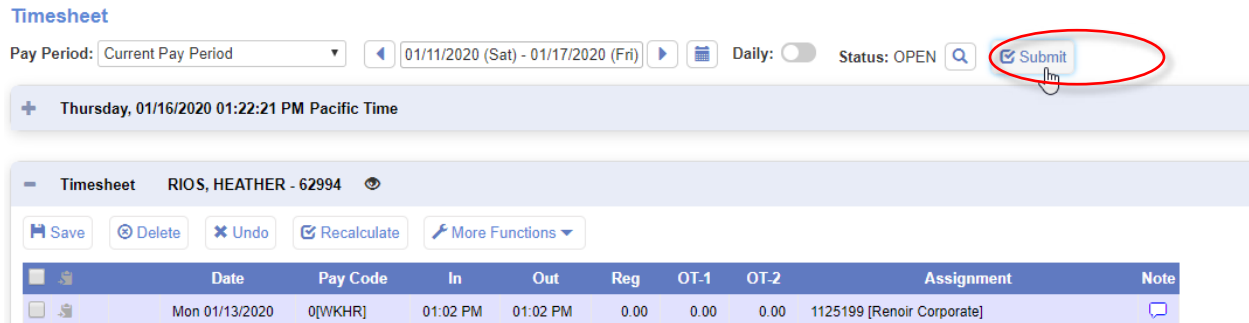 Timesheet
Pay Period: Current Pay Period 01/11/2020 (Sat) - 01/17/2020 (Fri) Daily: Status: OPEN Submit
Thursday, 01/16/2020 01:22:21 PM Pacific Time
Timesheet RIOS, HEATHER - 62994
Save Delete Undo Recalculate More Functions
Date Pay Code In Out Reg OT-1 OT-2 Assignment Note
Mon 01/13/2020 0[WKHR] 01:02 PM 01:02 PM 0.00 0.00 0.00 1125199 [Renoir Corporate]